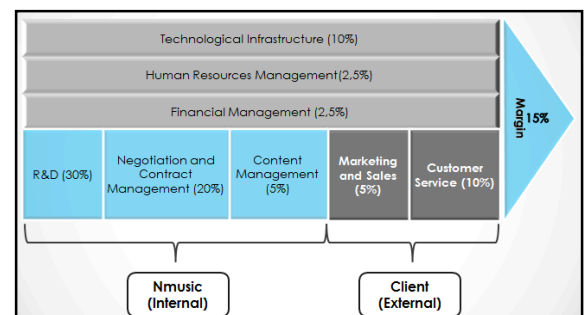 Technological Infrastructure (10%)
Human Resources Management(2,5%)
Financial Management (2,5%)
R&D (30%)
Negotiation and
Contract
Management (20%)
Content
Management
(5%)
Marketing
and Sales
(5%)
Customer
Service (10%)
Margin
15%
Nmusic
(Internal)
Client
(External)